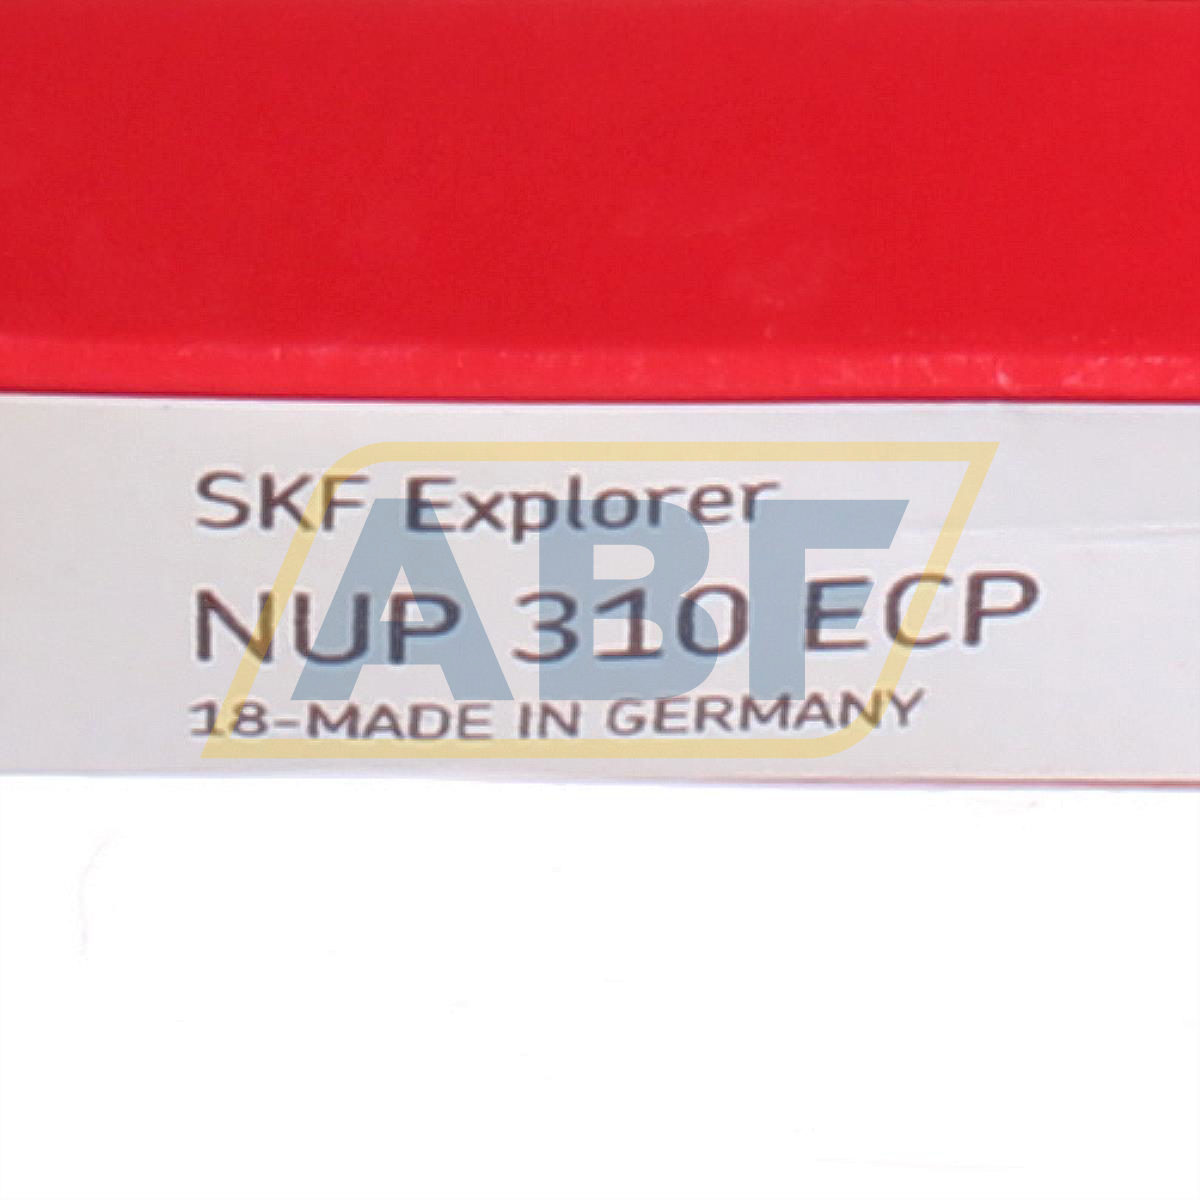 SKF Explorer
NUP 310 ECP
18-MADE IN GERMANY
ABF